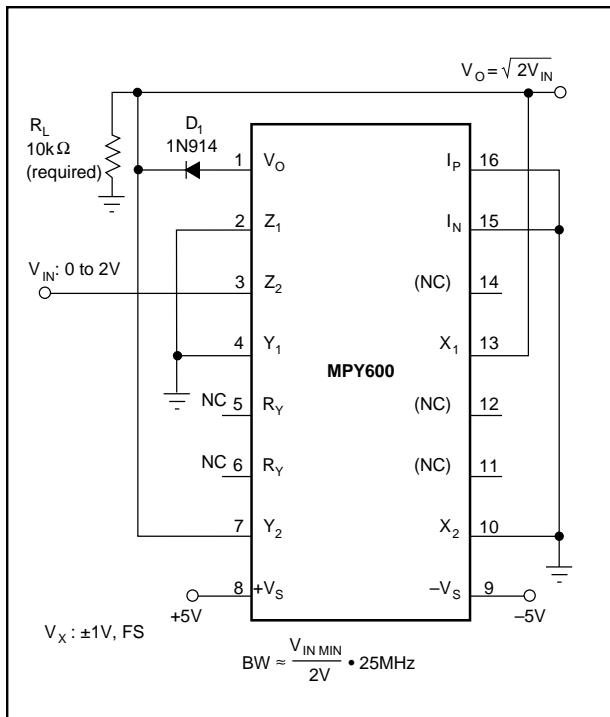 V_O = √2V_IN
R_L
10kΩ
(required)
D_1
1N914
1 V_O I_P 16
2 Z_1 I_N 15
V_IN: 0 to 2V
3 Z_2 (NC) 14
4 Y_1 X_1 13
MPY600
NC 5 R_Y (NC) 12
NC 6 R_Y (NC) 11
7 Y_2 X_2 10
8 +V_S –V_S 9
+5V –5V
V_X : ±1V, FS
BW ≈ V_IN MIN / 2V • 25MHz